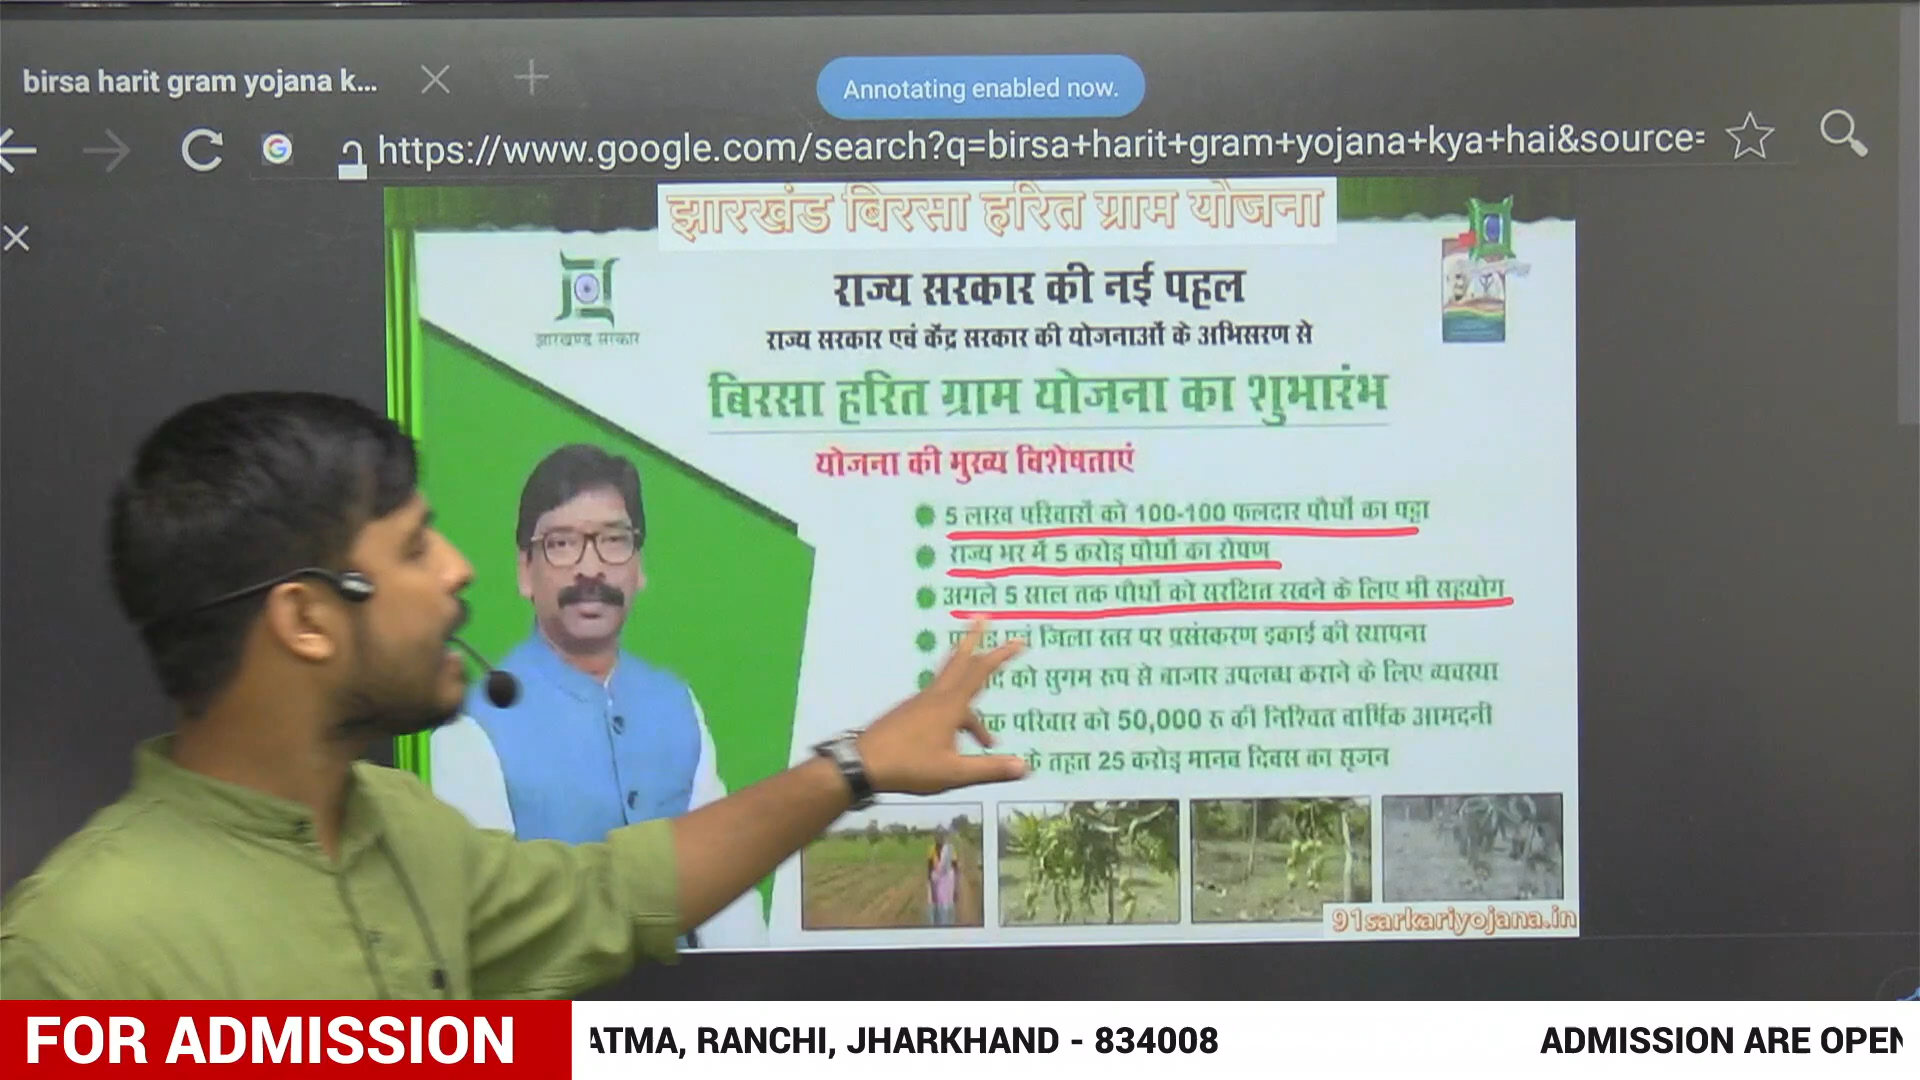 birsa harit gram yojana k...
Annotating enabled now.
https://www.google.com/search?q=birsa+harit+gram+yojana+kya+hai&source=
झारखंड बिरसा हरित ग्राम योजना
झारखण्ड सरकार
राज्य सरकार की नई पहल
राज्य सरकार एवं केंद्र सरकार की योजनाओं के अभिसरण से
बिरसा हरित ग्राम योजना का शुभारंभ
योजना की मुख्य विशेषताएं
5 लाख परिवारों को 100-100 फलदार पौधों का पट्टा
राज्य भर में 5 करोड़ पौधों का रोपण
अगले 5 साल तक पौधों को सुरक्षित रखने के लिए भी सहयोग
एवं जिला स्तर पर प्रसंस्करण इकाई की स्थापना
को सुगम रूप से बाजार उपलब्ध कराने के लिए व्यवस्था
परिवार को 50,000 रु की निश्चित वार्षिक आमदनी
के तहत 25 करोड़ मानव दिवस का सृजन
91sarkariyojana.in
FOR ADMISSION
ATMA, RANCHI, JHARKHAND - 834008
ADMISSION ARE OPEN